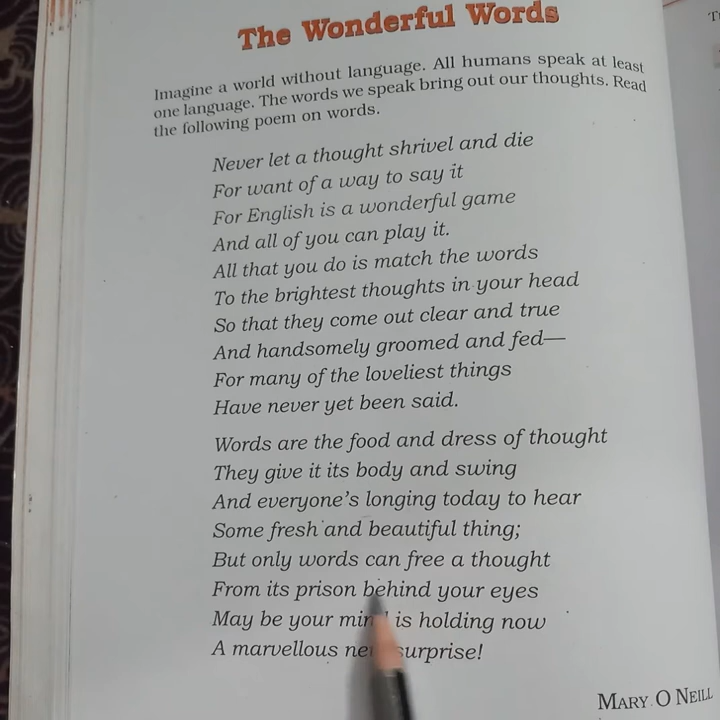 The Wonderful Words
Imagine a world without language. All humans speak at least
one language. The words we speak bring out our thoughts. Read
the following poem on words.
Never let a thought shrivel and die
For want of a way to say it
For English is a wonderful game
And all of you can play it.
All that you do is match the words
To the brightest thoughts in your head
So that they come out clear and true
And handsomely groomed and fed—
For many of the loveliest things
Have never yet been said.
Words are the food and dress of thought
They give it its body and swing
And everyone's longing today to hear
Some fresh and beautiful thing;
But only words can free a thought
From its prison behind your eyes
May be your mind is holding now
A marvellous new surprise!
MARY O NEILL